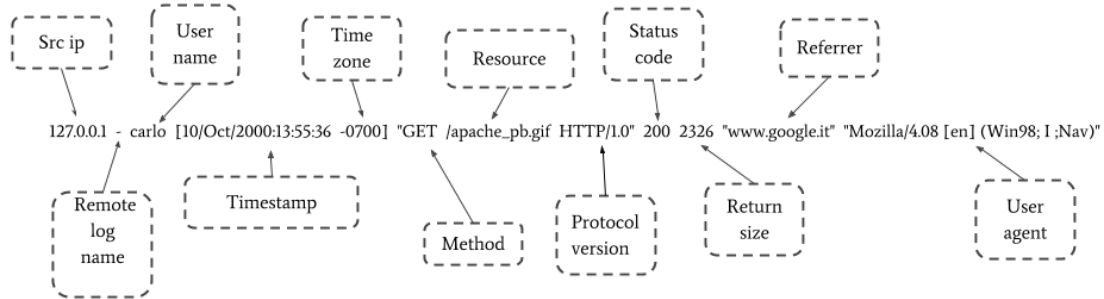 Src ip
User
name
Time
zone
Resource
Status
code
Referrer
127.0.0.1 - carlo [10/Oct/2000:13:55:36 -0700] "GET /apache_pb.gif HTTP/1.0" 200 2326 "www.google.it" "Mozilla/4.08 [en] (Win98; I ;Nav)"
Remote
log
name
Timestamp
Method
Protocol
version
Return
size
User
agent